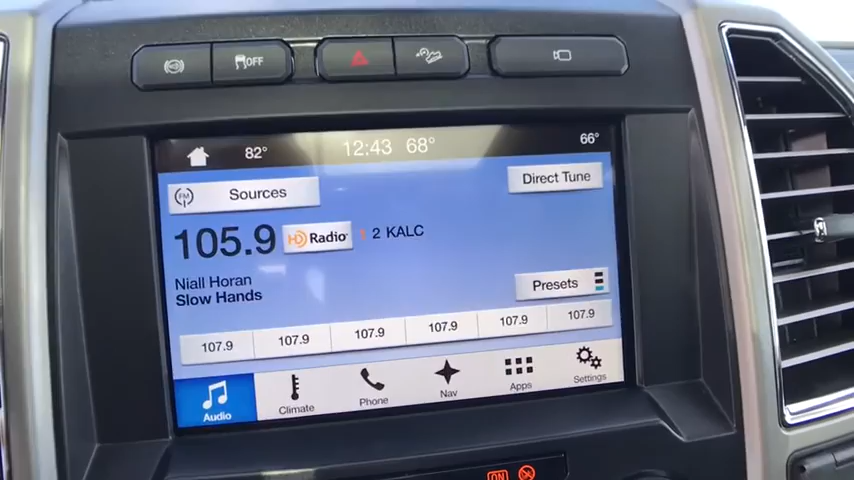 OFF
82° 12:43 68° 66°
FM Sources Direct Tune
105.9 HD Radio 1 2 KALC
Niall Horan
Slow Hands
Presets
107.9 107.9 107.9 107.9 107.9 107.9
Audio Climate Phone Nav Apps Settings
ON